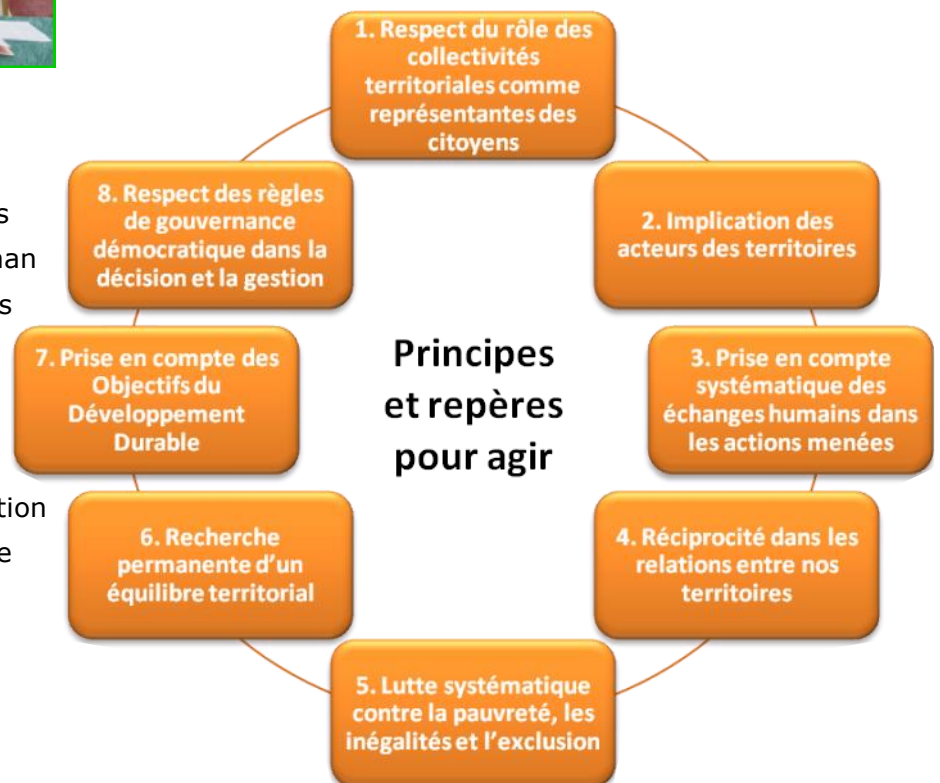 1. Respect du rôle des
collectivités
territoriales comme
représentantes des
citoyens
2. Implication des
acteurs des territoires
3. Prise en compte
systématique des
échanges humains dans
les actions menées
4. Réciprocité dans les
relations entre nos
territoires
5. Lutte systématique
contre la pauvreté, les
inégalités et l'exclusion
6. Recherche
permanente d'un
équilibre territorial
7. Prise en compte des
Objectifs du
Développement
Durable
8. Respect des règles
de gouvernance
démocratique dans la
décision et la gestion
Principes
et repères
pour agir